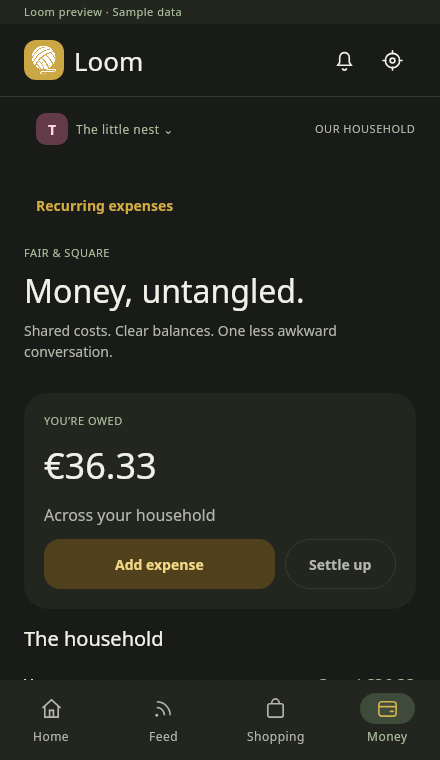 Loom preview · Sample data
Loom
T The little nest ⌄ OUR HOUSEHOLD
Recurring expenses
FAIR & SQUARE
Money, untangled.
Shared costs. Clear balances. One less awkward
conversation.
YOU'RE OWED
€36.33
Across your household
Add expense Settle up
The household
Home Feed Shopping Money